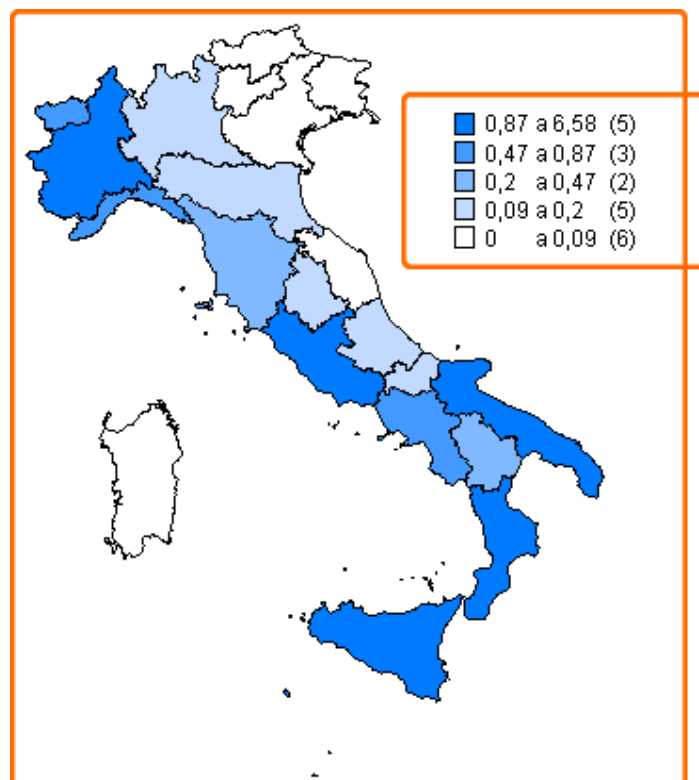 0,87 a 6,58 (5)
0,47 a 0,87 (3)
0,2 a 0,47 (2)
0,09 a 0,2 (5)
0 a 0,09 (6)